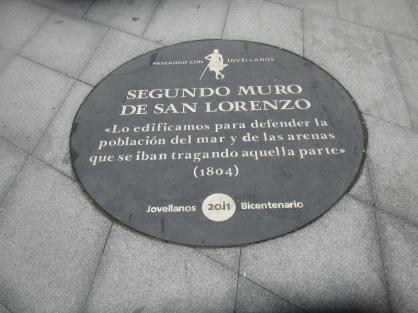 PASEANDO CON JOVELLANOS
SEGUNDO MURO
DE SAN LORENZO
«Lo edificamos para defender la
población del mar y de las arenas
que se iban tragando aquella parte»
(1804)
Jovellanos 2011 Bicentenario